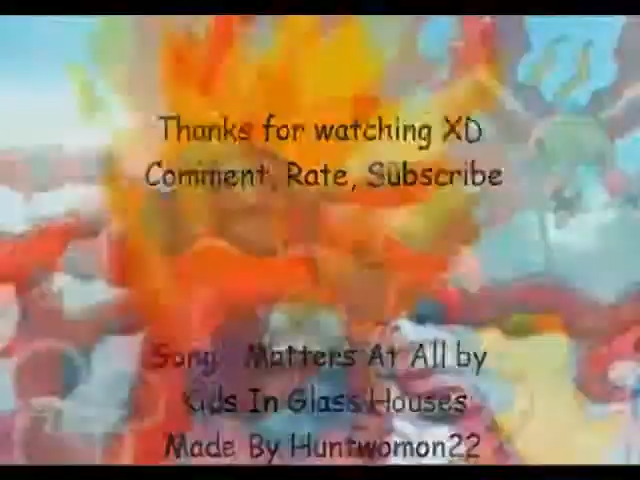 Thanks for watching XD
Comment, Rate, Subscribe
Song: Matters At All by
Kids In Glass Houses
Made By Huntwomon22